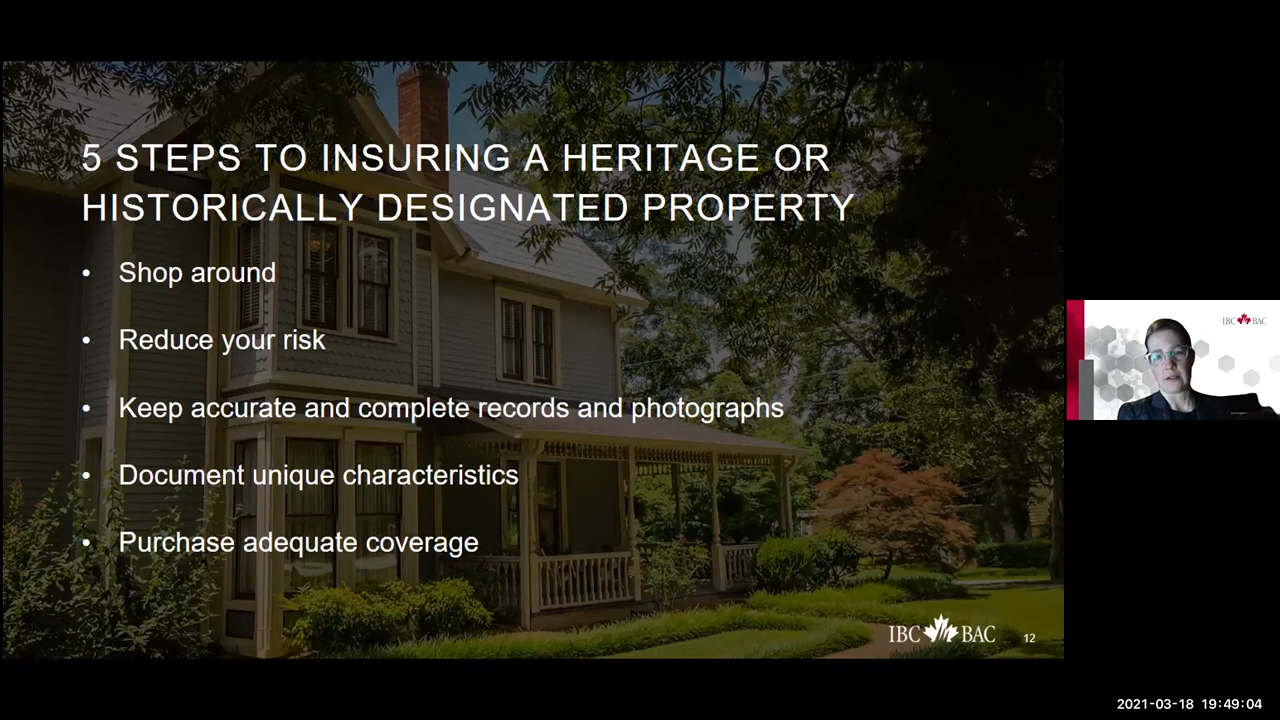 5 STEPS TO INSURING A HERITAGE OR
HISTORICALLY DESIGNATED PROPERTY
• Shop around
• Reduce your risk
• Keep accurate and complete records and photographs
• Document unique characteristics
• Purchase adequate coverage
IBC BAC
12
IBC BAC
2021-03-18 19:49:04